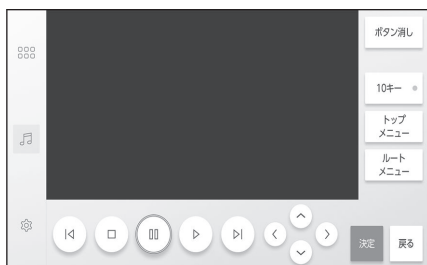 ボタン消し
10キー
トップ
メニュー
ルート
メニュー
決定
戻る